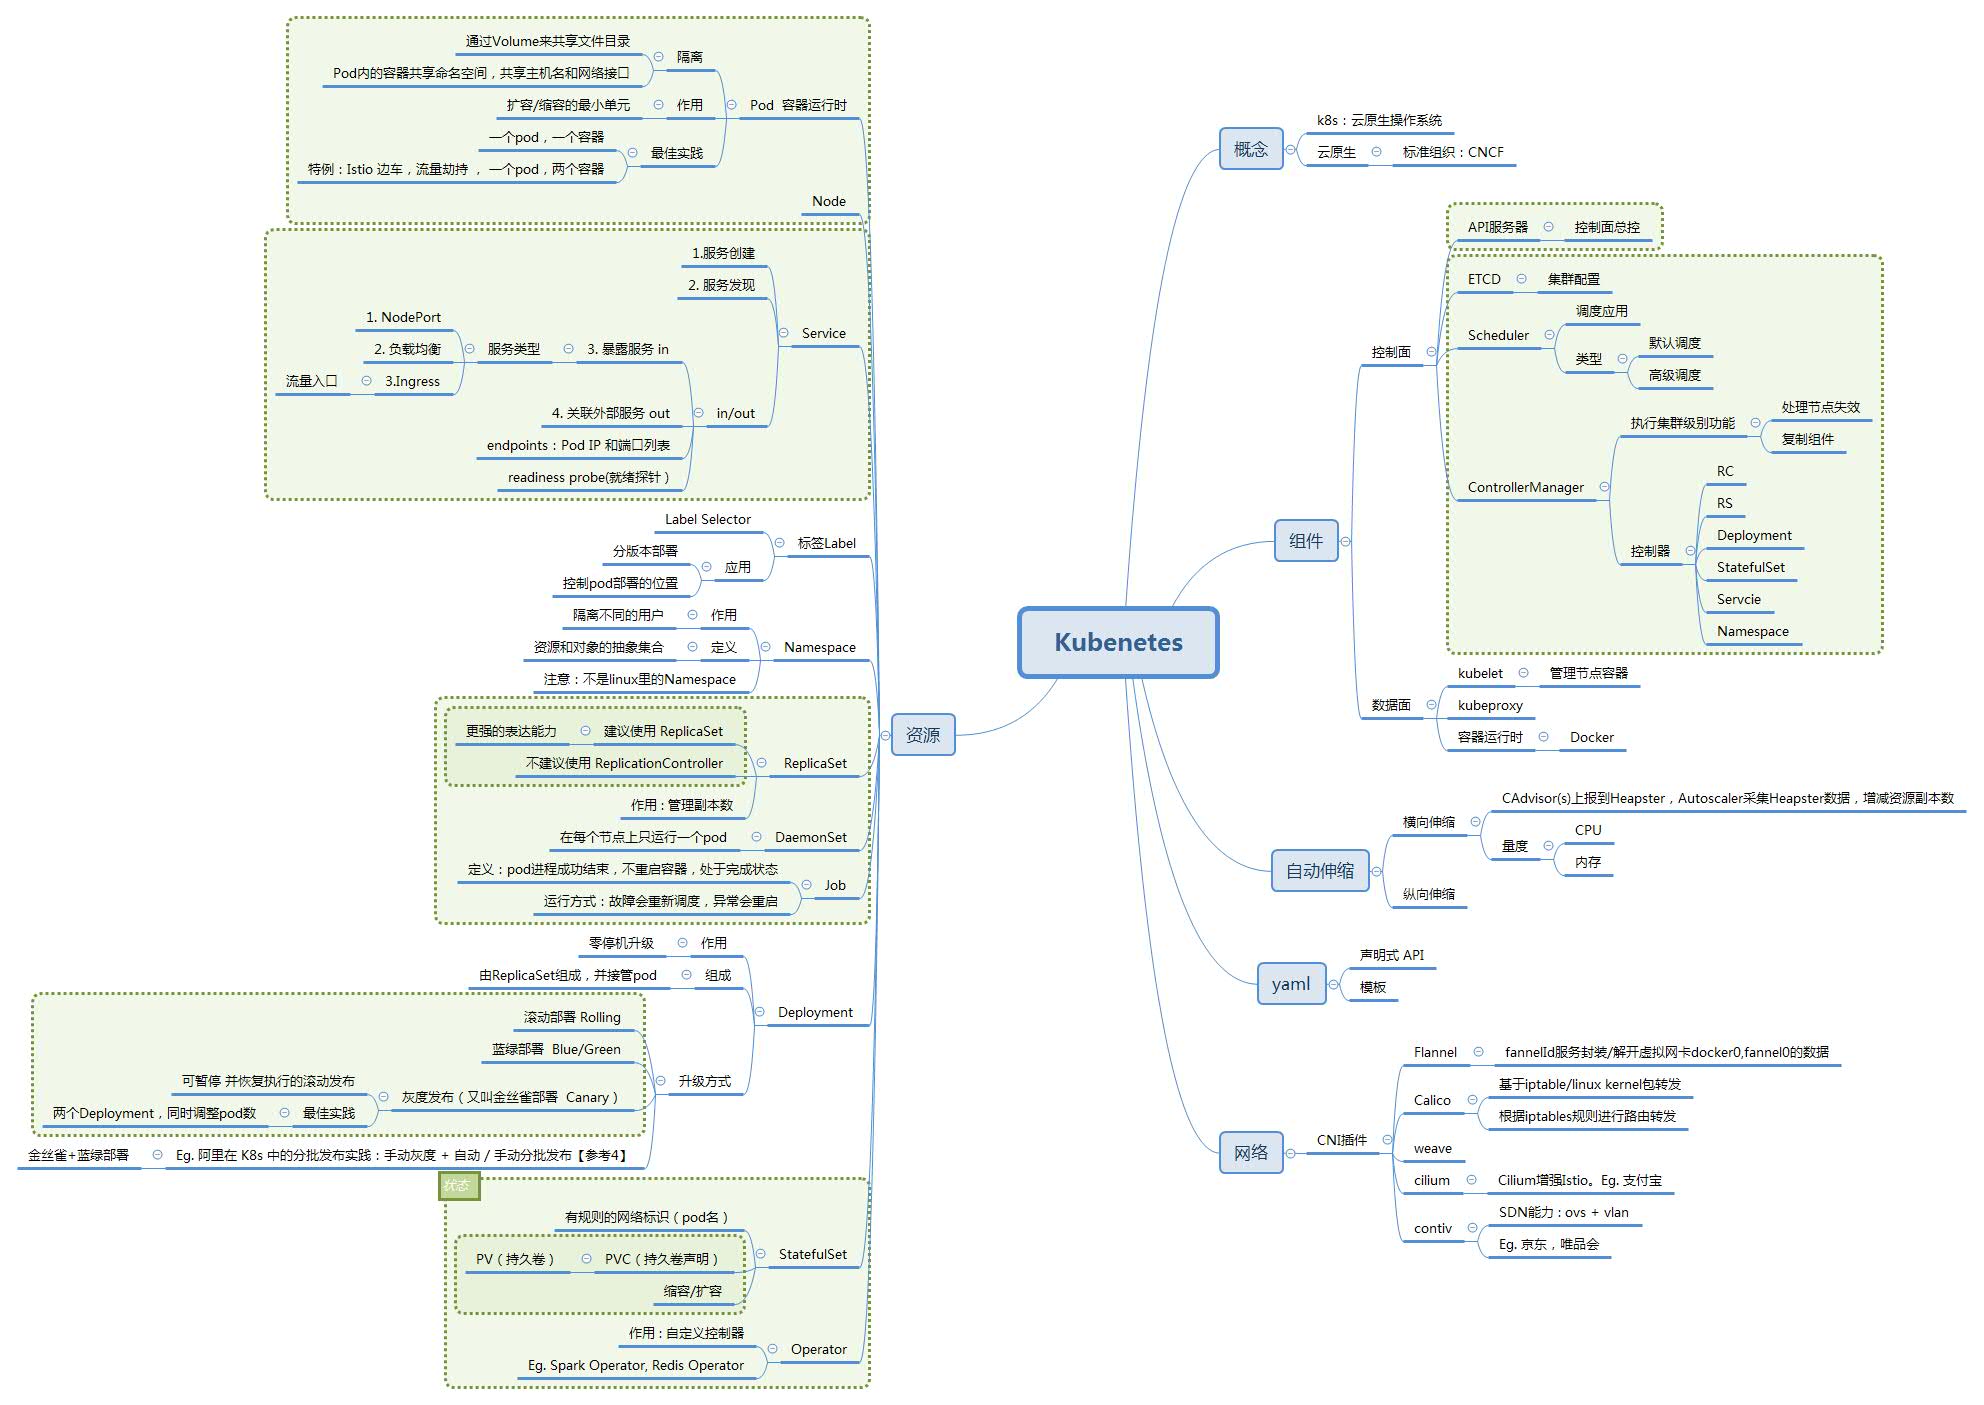 Kubenetes
概念
k8s：云原生操作系统
云原生
标准组织：CNCF
组件
控制面
API服务器
控制面总控
ETCD
集群配置
Scheduler
调度应用
类型
默认调度
高级调度
ControllerManager
执行集群级别功能
处理节点失效
复制组件
控制器
RC
RS
Deployment
StatefulSet
Servcie
Namespace
数据面
kubelet
管理节点容器
kubeproxy
容器运行时
Docker
自动伸缩
横向伸缩
CAdvisor(s)上报到Heapster，Autoscaler采集Heapster数据，增减资源副本数
量度
CPU
内存
纵向伸缩
yaml
声明式 API
模板
网络
CNI插件
Flannel
fannelId服务封装/解开虚拟网卡docker0,fannel0的数据
Calico
基于iptable/linux kernel包转发
根据iptables规则进行路由转发
weave
cilium
Cilium增强Istio。Eg. 支付宝
contiv
SDN能力 : ovs + vlan
Eg. 京东，唯品会
资源
Pod 容器运行时
隔离
通过Volume来共享文件目录
Pod内的容器共享命名空间，共享主机名和网络接口
作用
扩容/缩容的最小单元
最佳实践
一个pod，一个容器
特例：Istio 边车，流量劫持 ， 一个pod，两个容器
Node
Service
1.服务创建
2. 服务发现
in/out
3. 暴露服务 in
服务类型
1. NodePort
2. 负载均衡
3.Ingress
流量入口
4. 关联外部服务 out
endpoints：Pod IP 和端口列表
readiness probe(就绪探针）
标签Label
Label Selector
应用
分版本部署
控制pod部署的位置
Namespace
作用
隔离不同的用户
定义
资源和对象的抽象集合
注意：不是linux里的Namespace
ReplicaSet
建议使用 ReplicaSet
更强的表达能力
不建议使用 ReplicationController
作用 : 管理副本数
DaemonSet
在每个节点上只运行一个pod
Job
定义：pod进程成功结束，不重启容器，处于完成状态
运行方式：故障会重新调度，异常会重启
Deployment
作用
零停机升级
组成
由ReplicaSet组成，并接管pod
升级方式
滚动部署 Rolling
蓝绿部署 Blue/Green
灰度发布（又叫金丝雀部署 Canary）
可暂停 并恢复执行的滚动发布
最佳实践
两个Deployment，同时调整pod数
Eg. 阿里在 K8s 中的分批发布实践：手动灰度 + 自动 / 手动分批发布【参考4】
金丝雀+蓝绿部署
状态
StatefulSet
有规则的网络标识（pod名）
PVC（持久卷声明）
PV（持久卷）
缩容/扩容
Operator
作用 : 自定义控制器
Eg. Spark Operator, Redis Operator